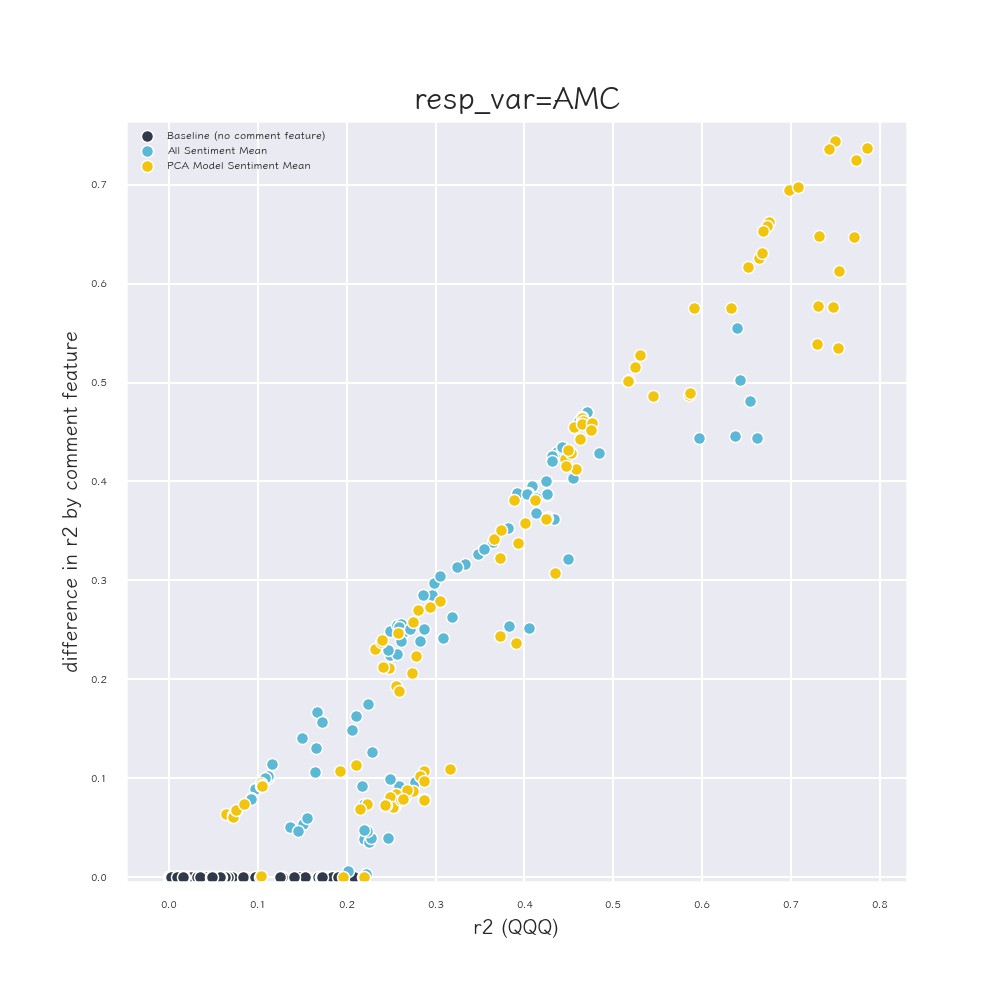 resp_var=AMC
Baseline (no comment feature)
All Sentiment Mean
PCA Model Sentiment Mean
difference in r2 by comment feature
0.7
0.6
0.5
0.4
0.3
0.2
0.1
0.0
0.0 0.1 0.2 0.3 0.4 0.5 0.6 0.7 0.8
r2 (QQQ)